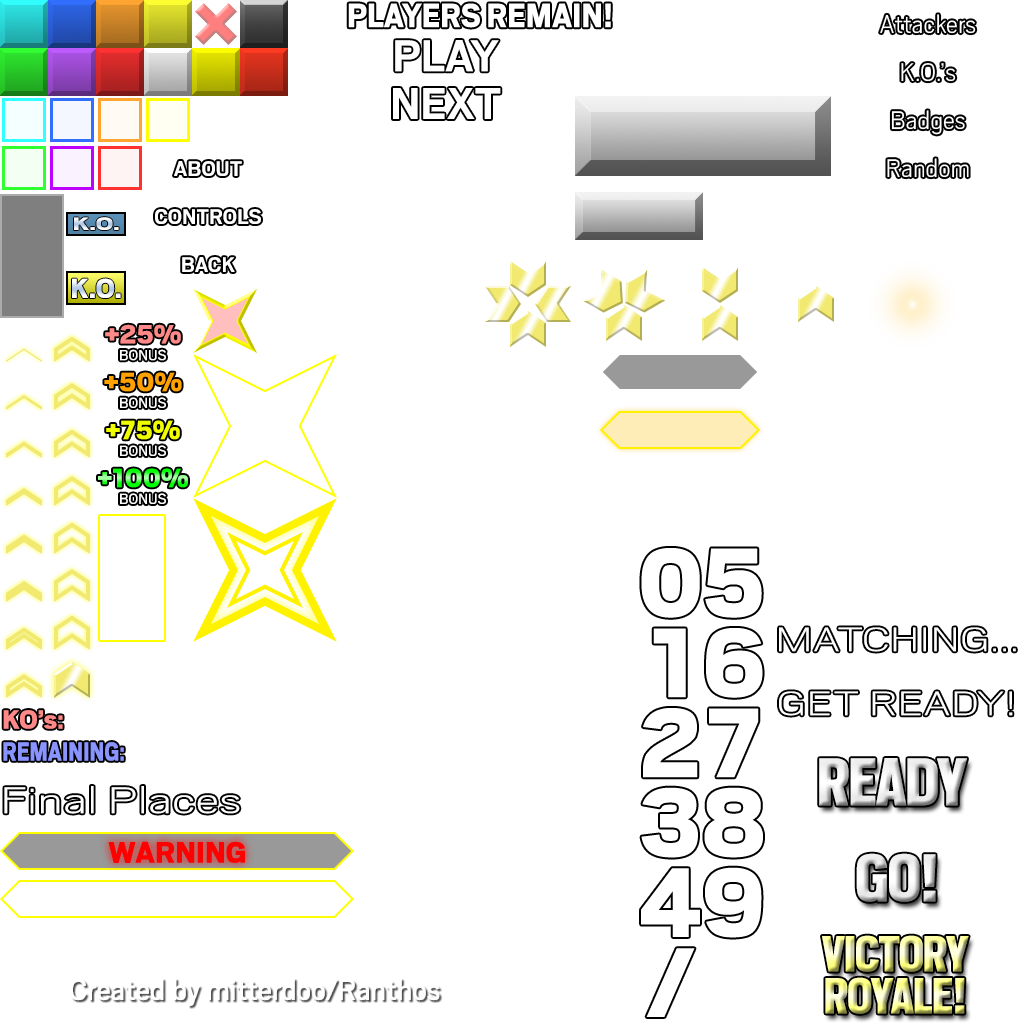 PLAYERS REMAIN!
PLAY
NEXT
Attackers
K.O.'s
Badges
Random
ABOUT
CONTROLS
BACK
K.O.
K.O.
+25%
BONUS
+50%
BONUS
+75%
BONUS
+100%
BONUS
KO's:
REMAINING:
Final Places
WARNING
05
16
27
38
49
/
MATCHING...
GET READY!
READY
GO!
VICTORY
ROYALE!
Created by mitterdoo/Ranthos